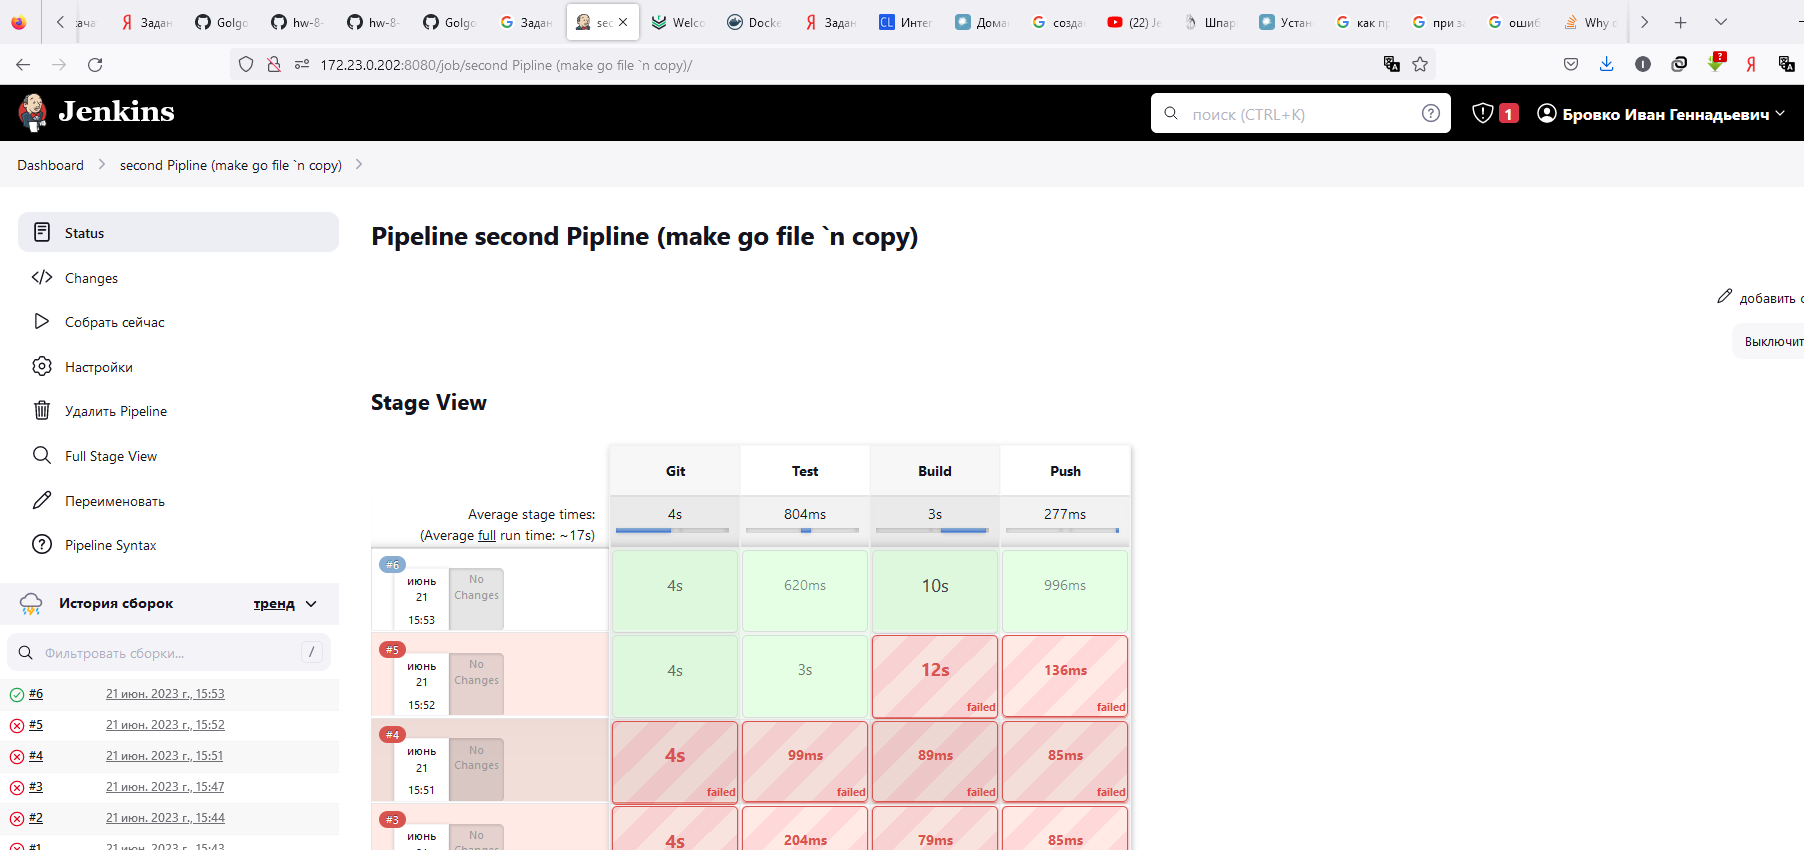 кача
Задан
Golgo
hw-8-
hw-8-
Golgo
Задан
sec
Welco
Docke
Задан
CL Интег
Дома
созда
(22) Je
Шпар
Устан
как пр
при за
ошиб
Why d
172.23.0.202:8080/job/second Pipline (make go file `n copy)/
Jenkins
поиск (CTRL+K)
1
Бровко Иван Геннадьевич
Dashboard
second Pipline (make go file `n copy)
Status
Changes
Собрать сейчас
Настройки
Удалить Pipeline
Full Stage View
Переименовать
Pipeline Syntax
История сборок
тренд
Фильтровать сборки...
/
#6 21 июн. 2023 г., 15:53
#5 21 июн. 2023 г., 15:52
#4 21 июн. 2023 г., 15:51
#3 21 июн. 2023 г., 15:47
#2 21 июн. 2023 г., 15:44
#1 21 июн. 2023 г., 15:43
Pipeline second Pipline (make go file `n copy)
добавить о
Выключит
Stage View
Git Test Build Push
Average stage times:
(Average full run time: ~17s)
4s 804ms 3s 277ms
#6
июнь
21
15:53
No
Changes
4s 620ms 10s 996ms
#5
июнь
21
15:52
No
Changes
4s 3s 12s 136ms
failed failed
#4
июнь
21
15:51
No
Changes
4s 99ms 89ms 85ms
failed failed failed failed
#3
июнь
No
Changes
4s 204ms 79ms 85ms